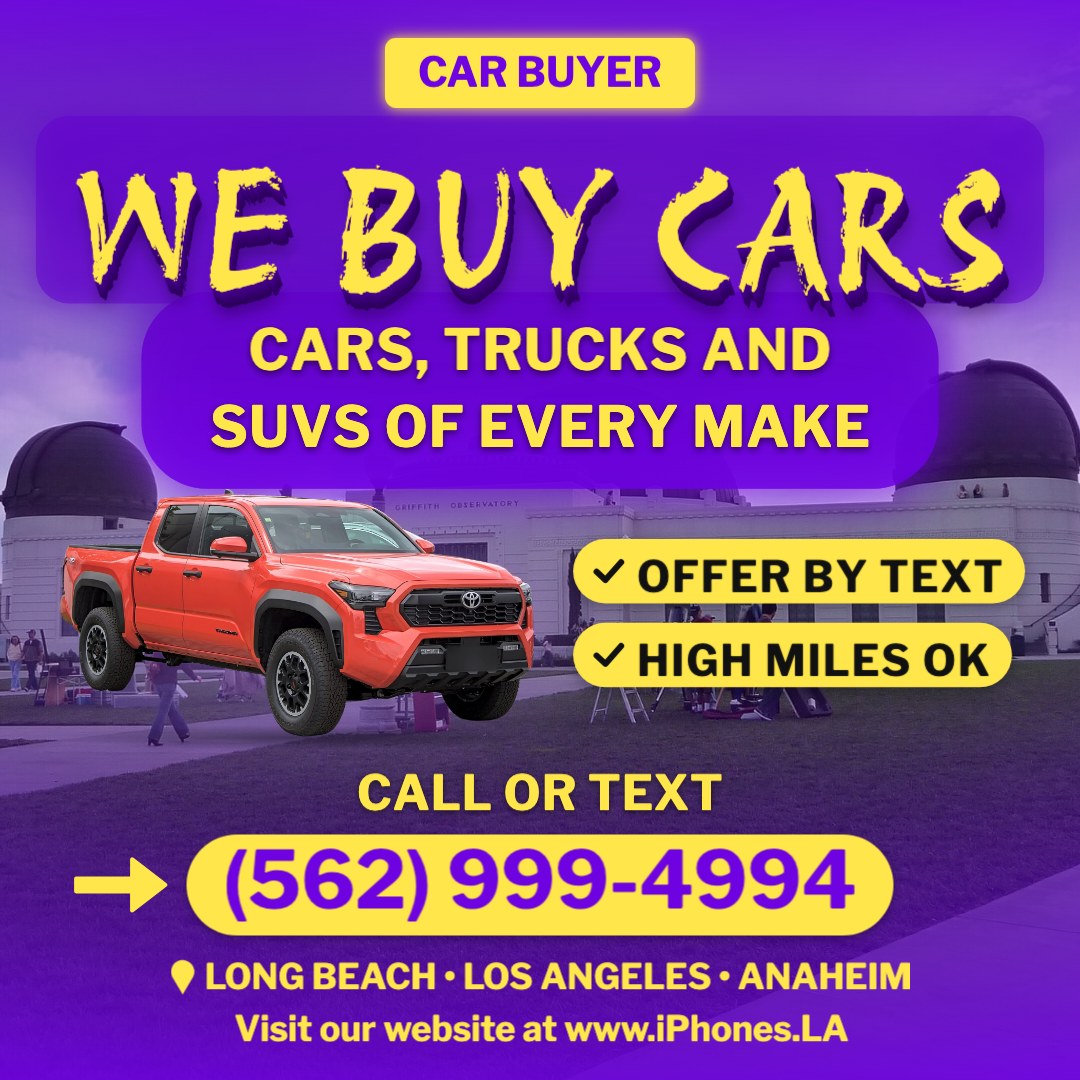 CAR BUYER
WE BUY CARS
CARS, TRUCKS AND
SUVS OF EVERY MAKE
GRIFFITH OBSERVATORY
OFFER BY TEXT
HIGH MILES OK
CALL OR TEXT
(562) 999-4994
LONG BEACH • LOS ANGELES • ANAHEIM
Visit our website at www.iPhones.LA